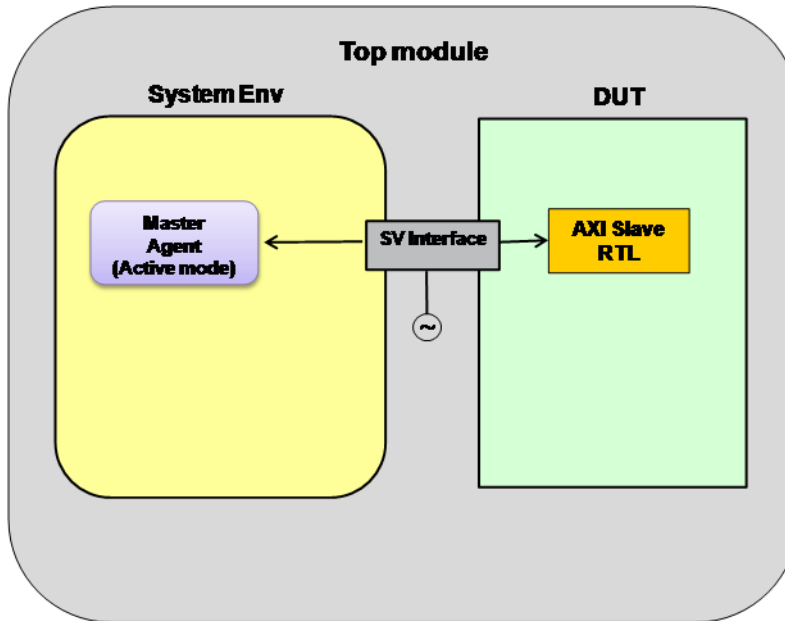 Top module
System Env
DUT
Master
Agent
(Active mode)
SV Interface
AXI Slave
RTL
~